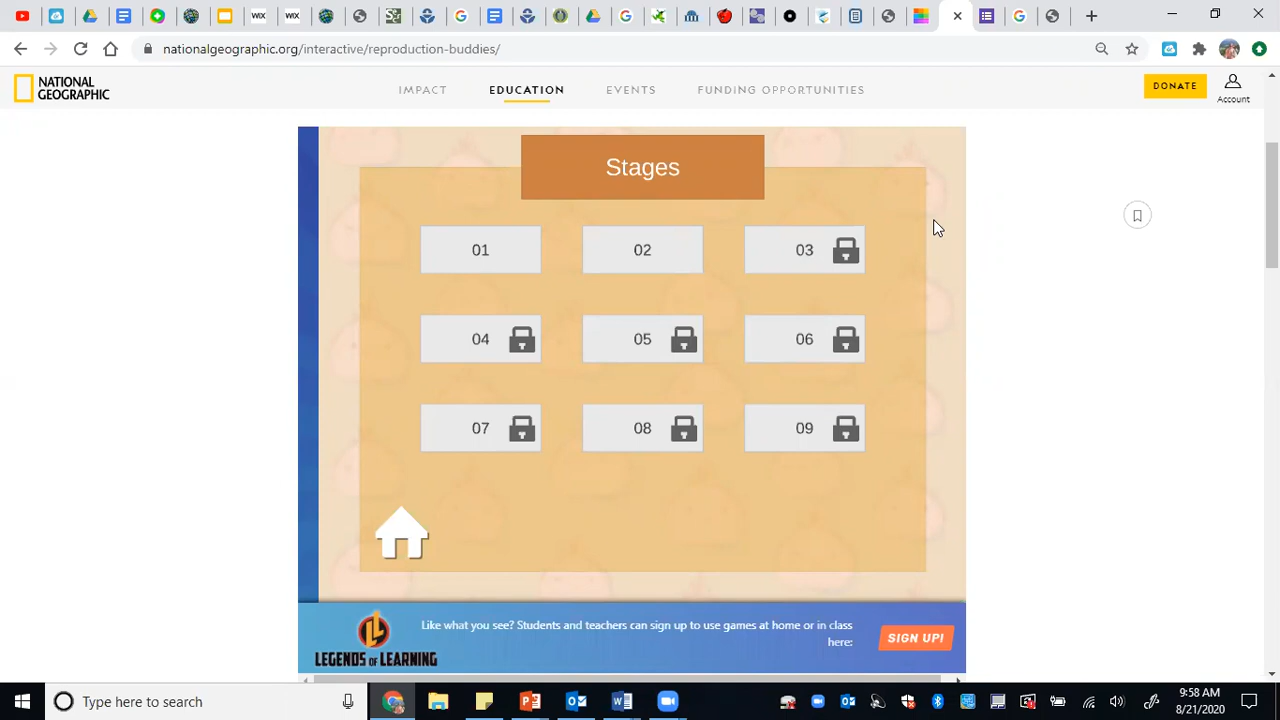 WIX
WIX
nationalgeographic.org/interactive/reproduction-buddies/
NATIONAL
GEOGRAPHIC
IMPACT
EDUCATION
EVENTS
FUNDING OPPORTUNITIES
DONATE
Account
Stages
01
02
03
04
05
06
07
08
09
LEGENDS OF LEARNING
Like what you see? Students and teachers can sign up to use games at home or in class
here:
SIGN UP!
Type here to search
9:58 AM
8/21/2020